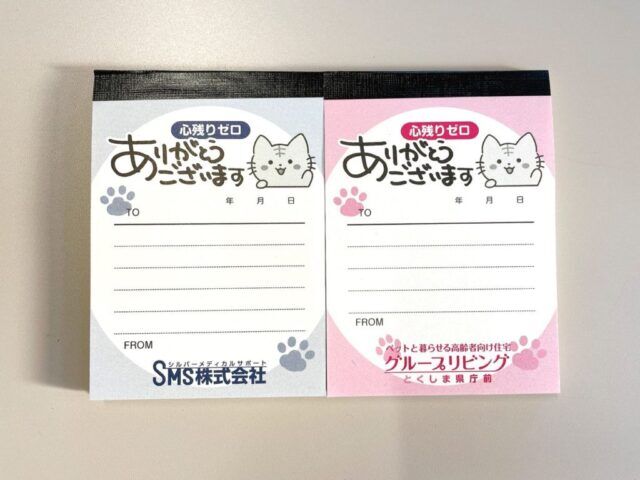 心残りゼロ
ありがとう
ございます
年 月 日
TO
FROM
シルバーメディカルサポート
SMS株式会社
心残りゼロ
ありがとう
ございます
年 月 日
TO
FROM
ペットと暮らせる高齢者向け住宅
グループリビング
とくしま県庁前